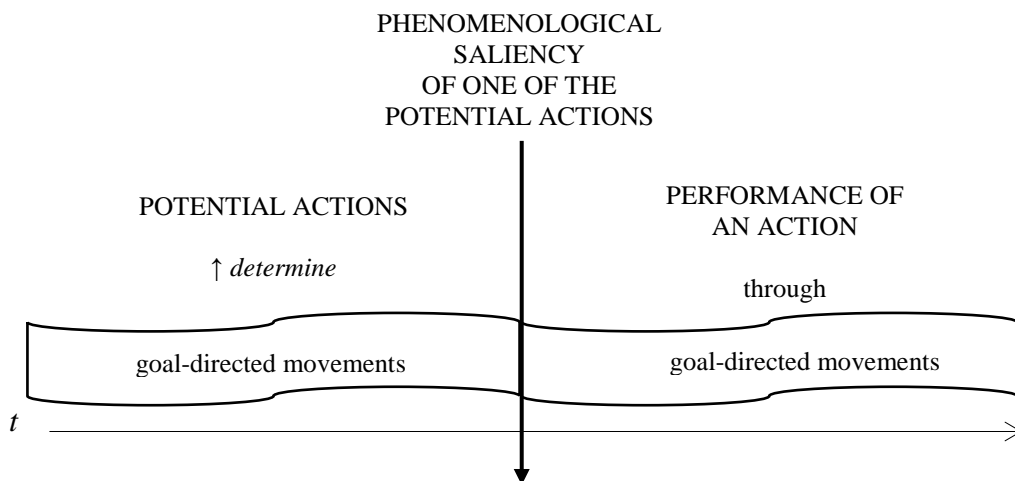 PHENOMENOLOGICAL
SALIENCY
OF ONE OF THE
POTENTIAL ACTIONS
POTENTIAL ACTIONS
↑ determine
goal-directed movements
PERFORMANCE OF
AN ACTION
through
goal-directed movements
t